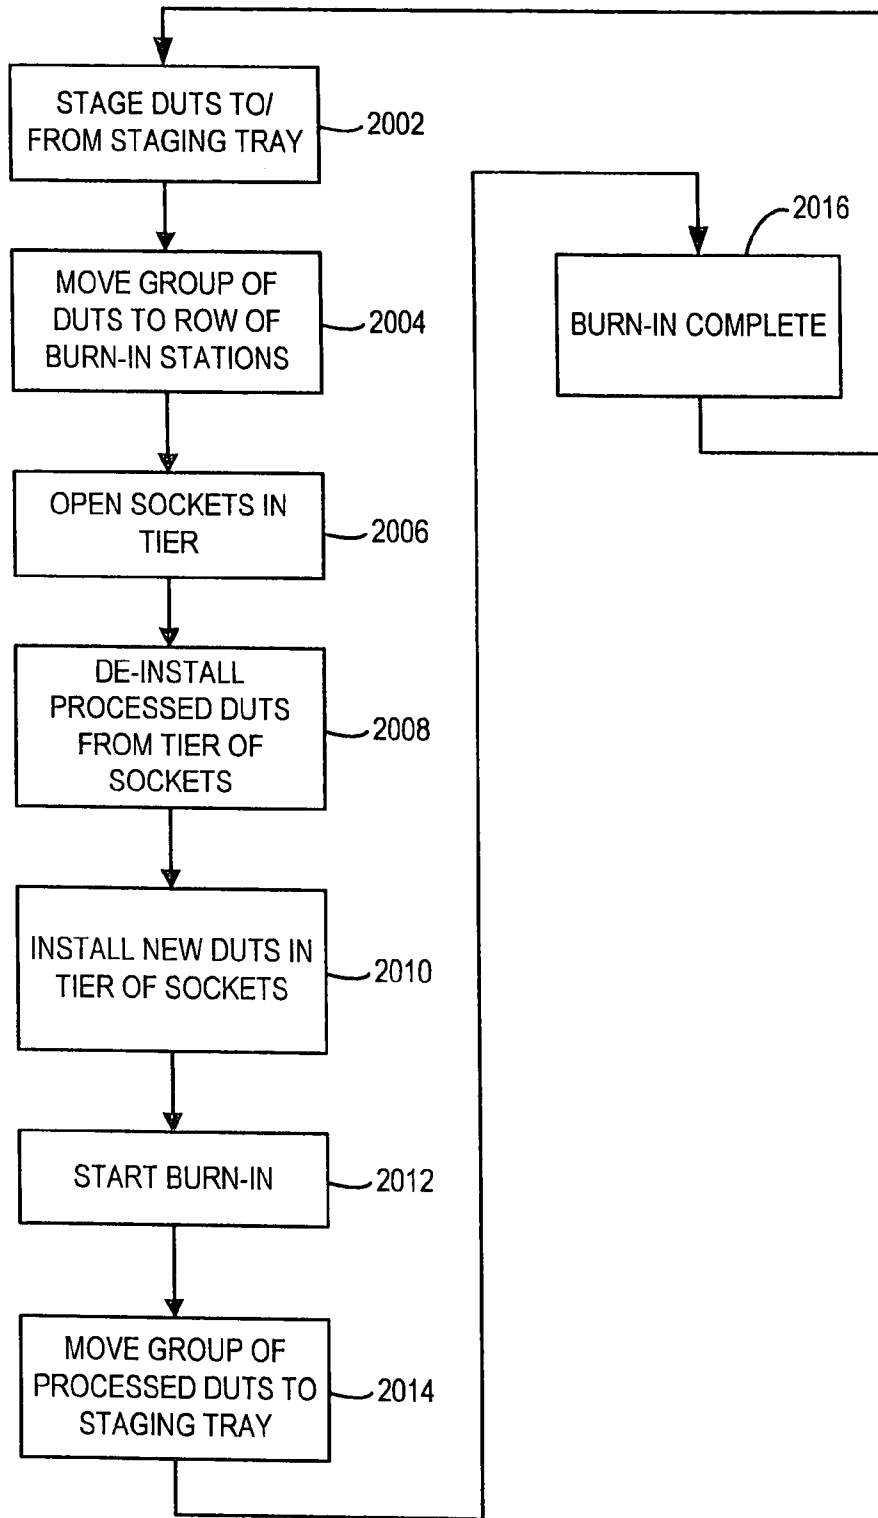 STAGE DUTS TO/
FROM STAGING TRAY
2002
MOVE GROUP OF
DUTS TO ROW OF
BURN-IN STATIONS
2004
OPEN SOCKETS IN
TIER
2006
DE-INSTALL
PROCESSED DUTS
FROM TIER OF
SOCKETS
2008
INSTALL NEW DUTS IN
TIER OF SOCKETS
2010
START BURN-IN
2012
MOVE GROUP OF
PROCESSED DUTS TO
STAGING TRAY
2014
2016
BURN-IN COMPLETE